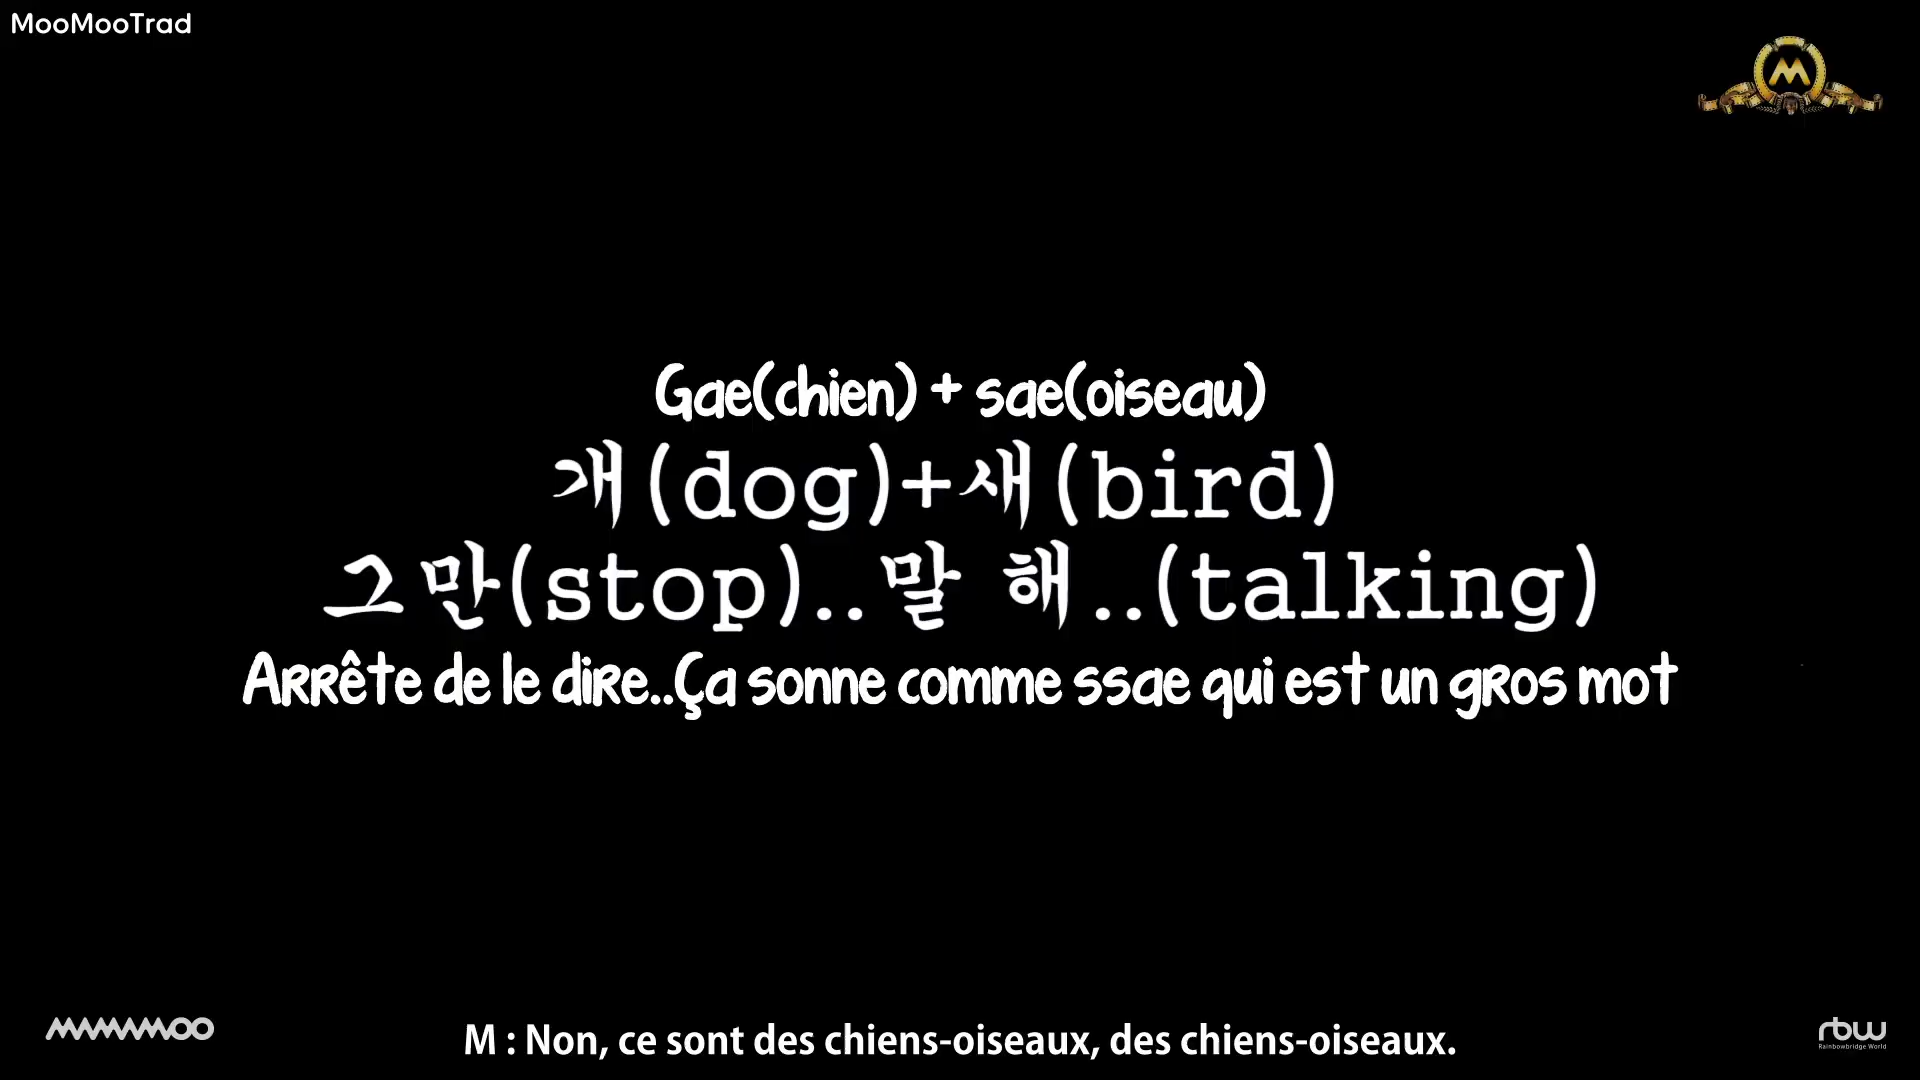 MooMooTrad
M
Gae(chien) + sae(oiseau)
개(dog)+새(bird)
그만(stop)..말 해..(talking)
Arrête de le dire..Ça sonne comme ssae qui est un gros mot
MAMAMOO
M : Non, ce sont des chiens-oiseaux, des chiens-oiseaux.
rbw
Rainbowbridge World